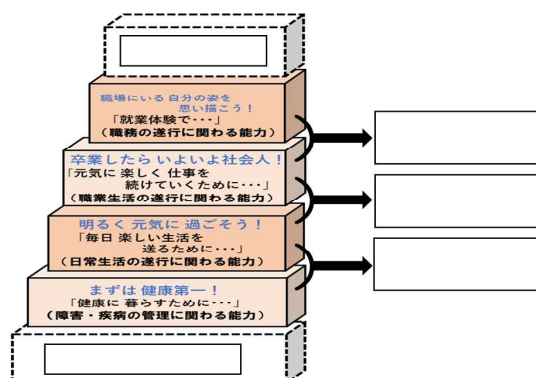 職場にいる 自分の姿を
思い描こう！
「就業体験で・・・」
（職務の遂行に関わる能力）
卒業したら いよいよ社会人！
「元気に 楽しく 仕事を
続けていくために・・・」
（職業生活の遂行に関わる能力）
明るく 元気に 過ごそう！
「毎日 楽しい生活を
送るために・・・」
（日常生活の遂行に関わる能力）
まずは 健康第一！
「健康に 暮らすために・・・」
（障害・疾病の管理に関わる能力）